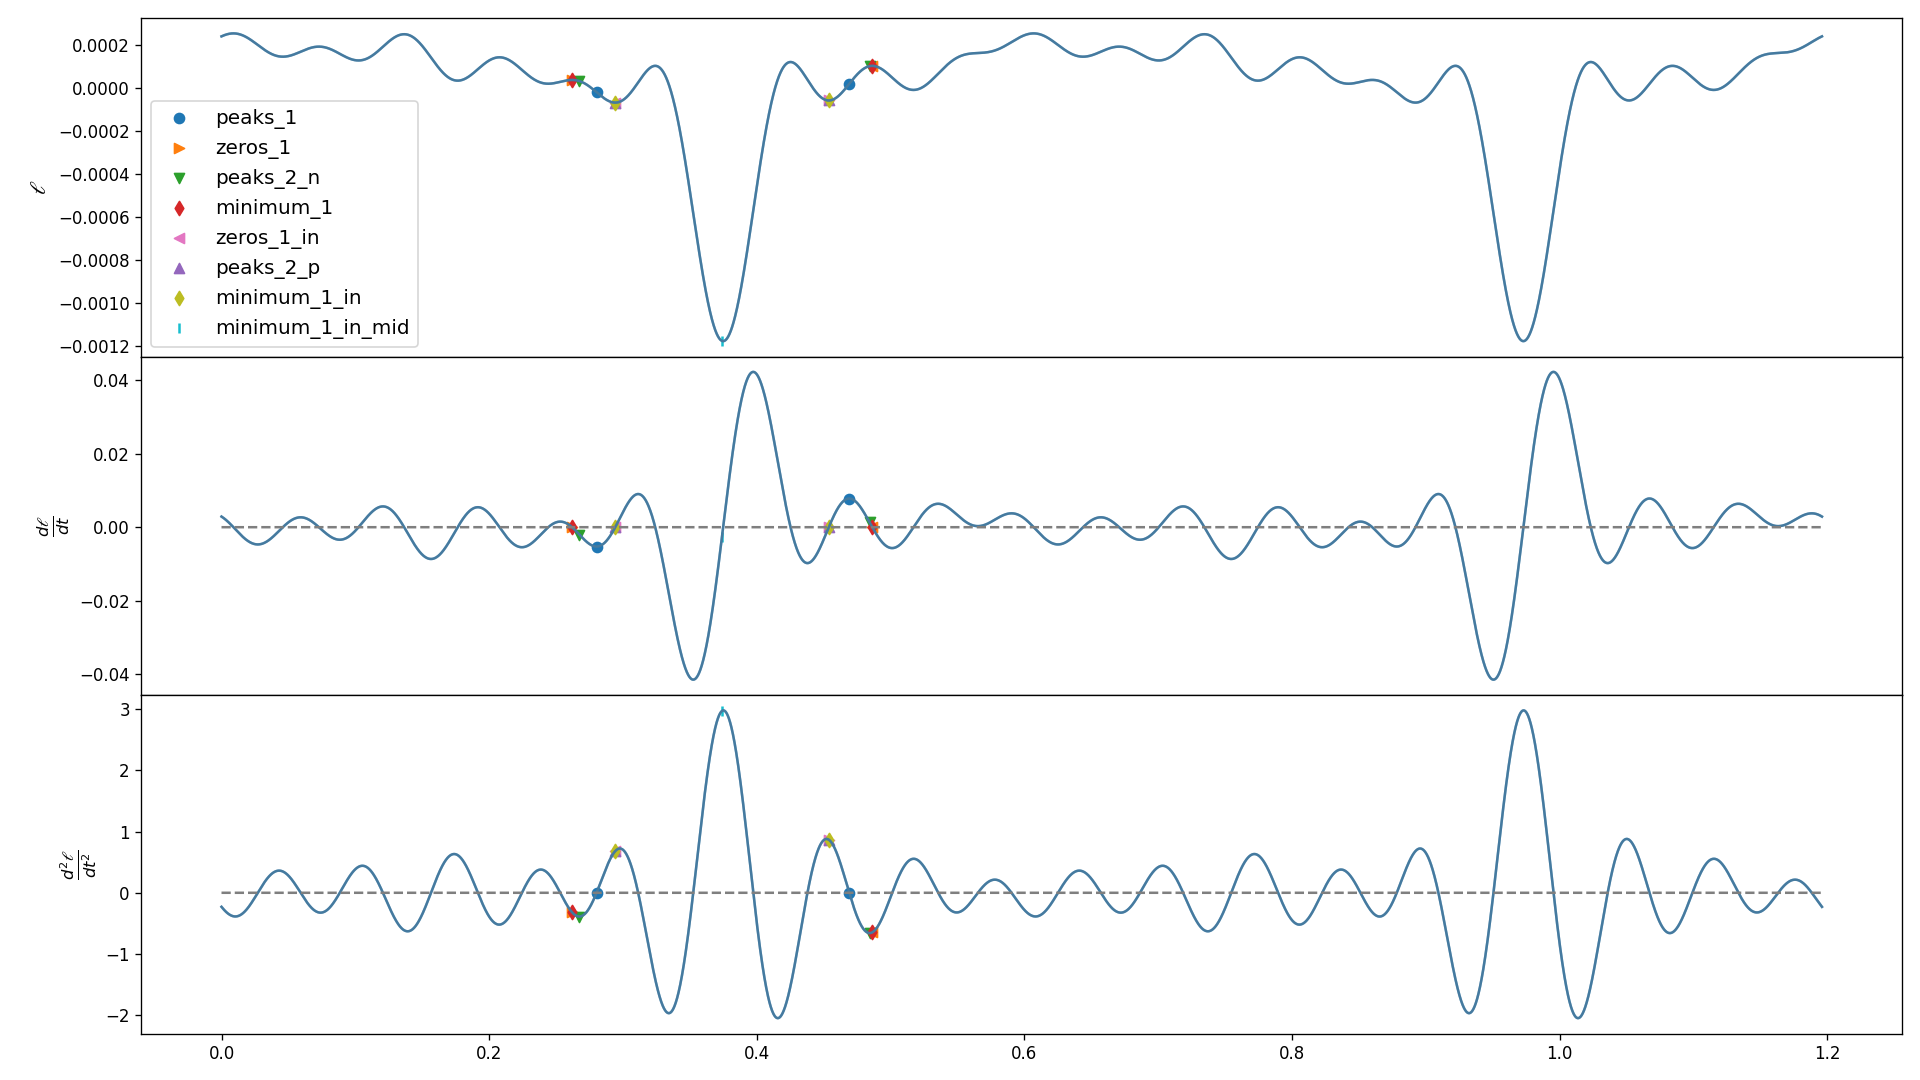 0.0002
0.0000
−0.0002
−0.0004
−0.0006
−0.0008
−0.0010
−0.0012
ℓ
peaks_1
zeros_1
peaks_2_n
minimum_1
zeros_1_in
peaks_2_p
minimum_1_in
minimum_1_in_mid
0.04
0.02
0.00
−0.02
−0.04
dℓ
dt
3
2
1
0
−1
−2
d²ℓ
dt²
0.0 0.2 0.4 0.6 0.8 1.0 1.2